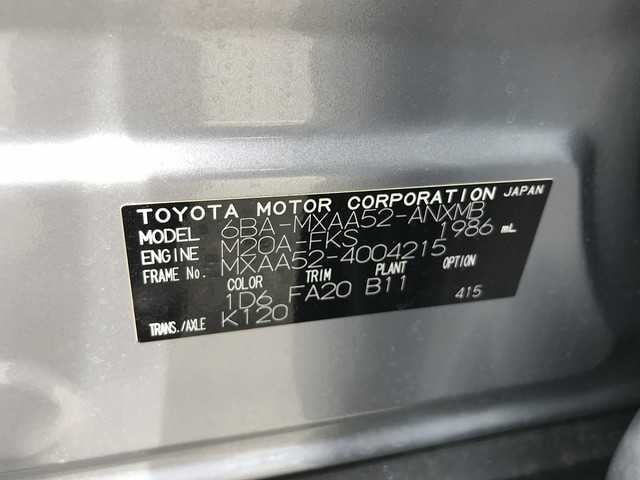 TOYOTA MOTOR CORPORATION JAPAN
MODEL 6BA-MXAA52-ANXMB
ENGINE M20A-FKS 1986 mL
FRAME No. MXAA52-4004215
COLOR TRIM PLANT OPTION
1D6 FA20 B11 415
TRANS./AXLE K120